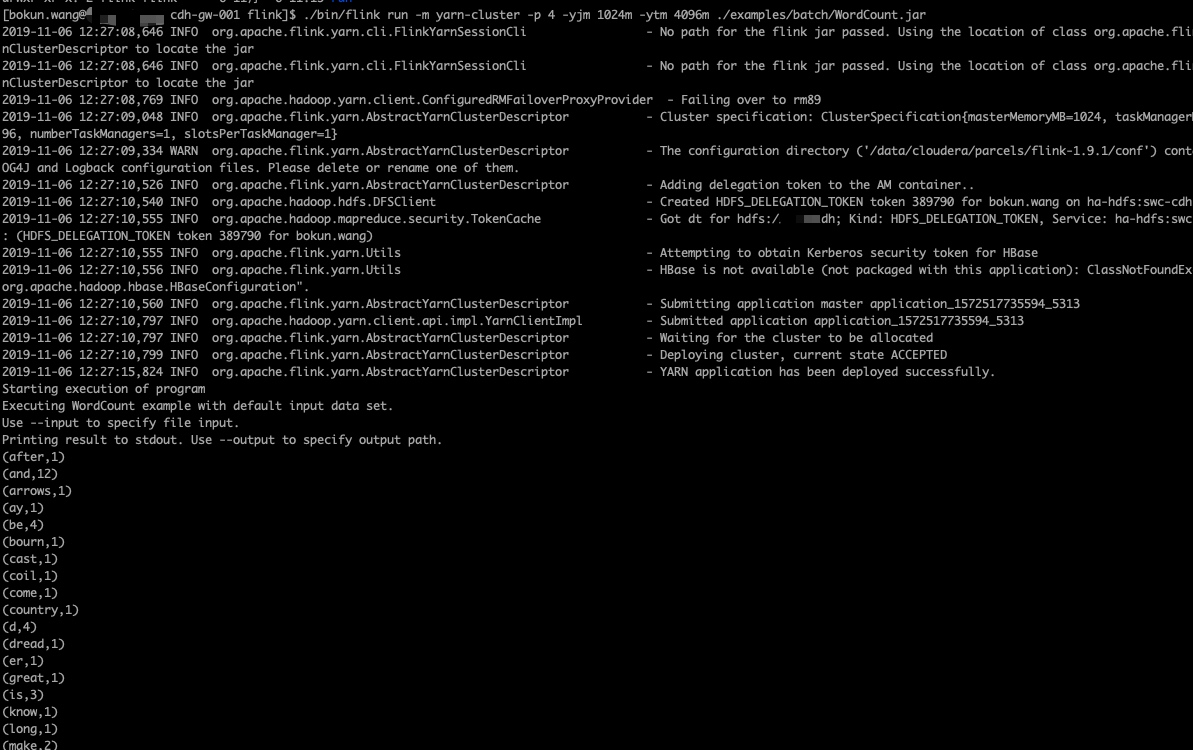 [bokun.wang@ cdh-gw-001 flink]$ ./bin/flink run -m yarn-cluster -p 4 -yjm 1024m -ytm 4096m ./examples/batch/WordCount.jar
2019-11-06 12:27:08,646 INFO  org.apache.flink.yarn.cli.FlinkYarnSessionCli                 - No path for the flink jar passed. Using the location of class org.apache.fli
nClusterDescriptor to locate the jar
2019-11-06 12:27:08,646 INFO  org.apache.flink.yarn.cli.FlinkYarnSessionCli                 - No path for the flink jar passed. Using the location of class org.apache.fli
nClusterDescriptor to locate the jar
2019-11-06 12:27:08,769 INFO  org.apache.hadoop.yarn.client.ConfiguredRMFailoverProxyProvider  - Failing over to rm89
2019-11-06 12:27:09,048 INFO  org.apache.flink.yarn.AbstractYarnClusterDescriptor           - Cluster specification: ClusterSpecification{masterMemoryMB=1024, taskManager
96, numberTaskManagers=1, slotsPerTaskManager=1}
2019-11-06 12:27:09,334 WARN  org.apache.flink.yarn.AbstractYarnClusterDescriptor           - The configuration directory ('/data/cloudera/parcels/flink-1.9.1/conf') cont
OG4J and Logback configuration files. Please delete or rename one of them.
2019-11-06 12:27:10,526 INFO  org.apache.flink.yarn.AbstractYarnClusterDescriptor           - Adding delegation token to the AM container..
2019-11-06 12:27:10,540 INFO  org.apache.hadoop.hdfs.DFSClient                              - Created HDFS_DELEGATION_TOKEN token 389790 for bokun.wang on ha-hdfs:swc-cdh
2019-11-06 12:27:10,555 INFO  org.apache.hadoop.mapreduce.security.TokenCache               - Got dt for hdfs:/ dh; Kind: HDFS_DELEGATION_TOKEN, Service: ha-hdfs:swc
: (HDFS_DELEGATION_TOKEN token 389790 for bokun.wang)
2019-11-06 12:27:10,555 INFO  org.apache.flink.yarn.Utils                                   - Attempting to obtain Kerberos security token for HBase
2019-11-06 12:27:10,556 INFO  org.apache.flink.yarn.Utils                                   - HBase is not available (not packaged with this application): ClassNotFoundEx
org.apache.hadoop.hbase.HBaseConfiguration".
2019-11-06 12:27:10,560 INFO  org.apache.flink.yarn.AbstractYarnClusterDescriptor           - Submitting application master application_1572517735594_5313
2019-11-06 12:27:10,797 INFO  org.apache.hadoop.yarn.client.api.impl.YarnClientImpl         - Submitted application application_1572517735594_5313
2019-11-06 12:27:10,797 INFO  org.apache.flink.yarn.AbstractYarnClusterDescriptor           - Waiting for the cluster to be allocated
2019-11-06 12:27:10,799 INFO  org.apache.flink.yarn.AbstractYarnClusterDescriptor           - Deploying cluster, current state ACCEPTED
2019-11-06 12:27:15,824 INFO  org.apache.flink.yarn.AbstractYarnClusterDescriptor           - YARN application has been deployed successfully.
Starting execution of program
Executing WordCount example with default input data set.
Use --input to specify file input.
Printing result to stdout. Use --output to specify output path.
(after,1)
(and,12)
(arrows,1)
(ay,1)
(be,4)
(bourn,1)
(cast,1)
(coil,1)
(come,1)
(country,1)
(d,4)
(dread,1)
(er,1)
(great,1)
(is,3)
(know,1)
(long,1)
(make,2)